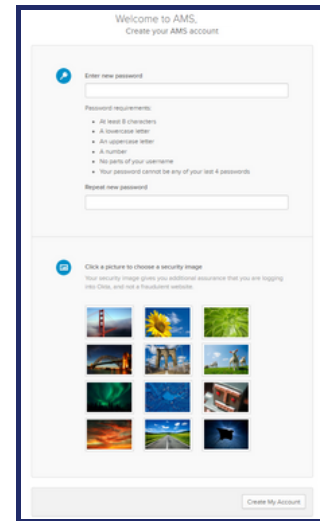 Welcome to AMS,
Create your AMS account
Enter new password
Password requirements:
At least 8 characters
A lowercase letter
An uppercase letter
A number
No parts of your username
Your password cannot be any of your last 4 passwords
Repeat new password
Click a picture to choose a security image
Your security image gives you additional assurance that you are logging
into Okta, and not a fraudulent website.
Create My Account